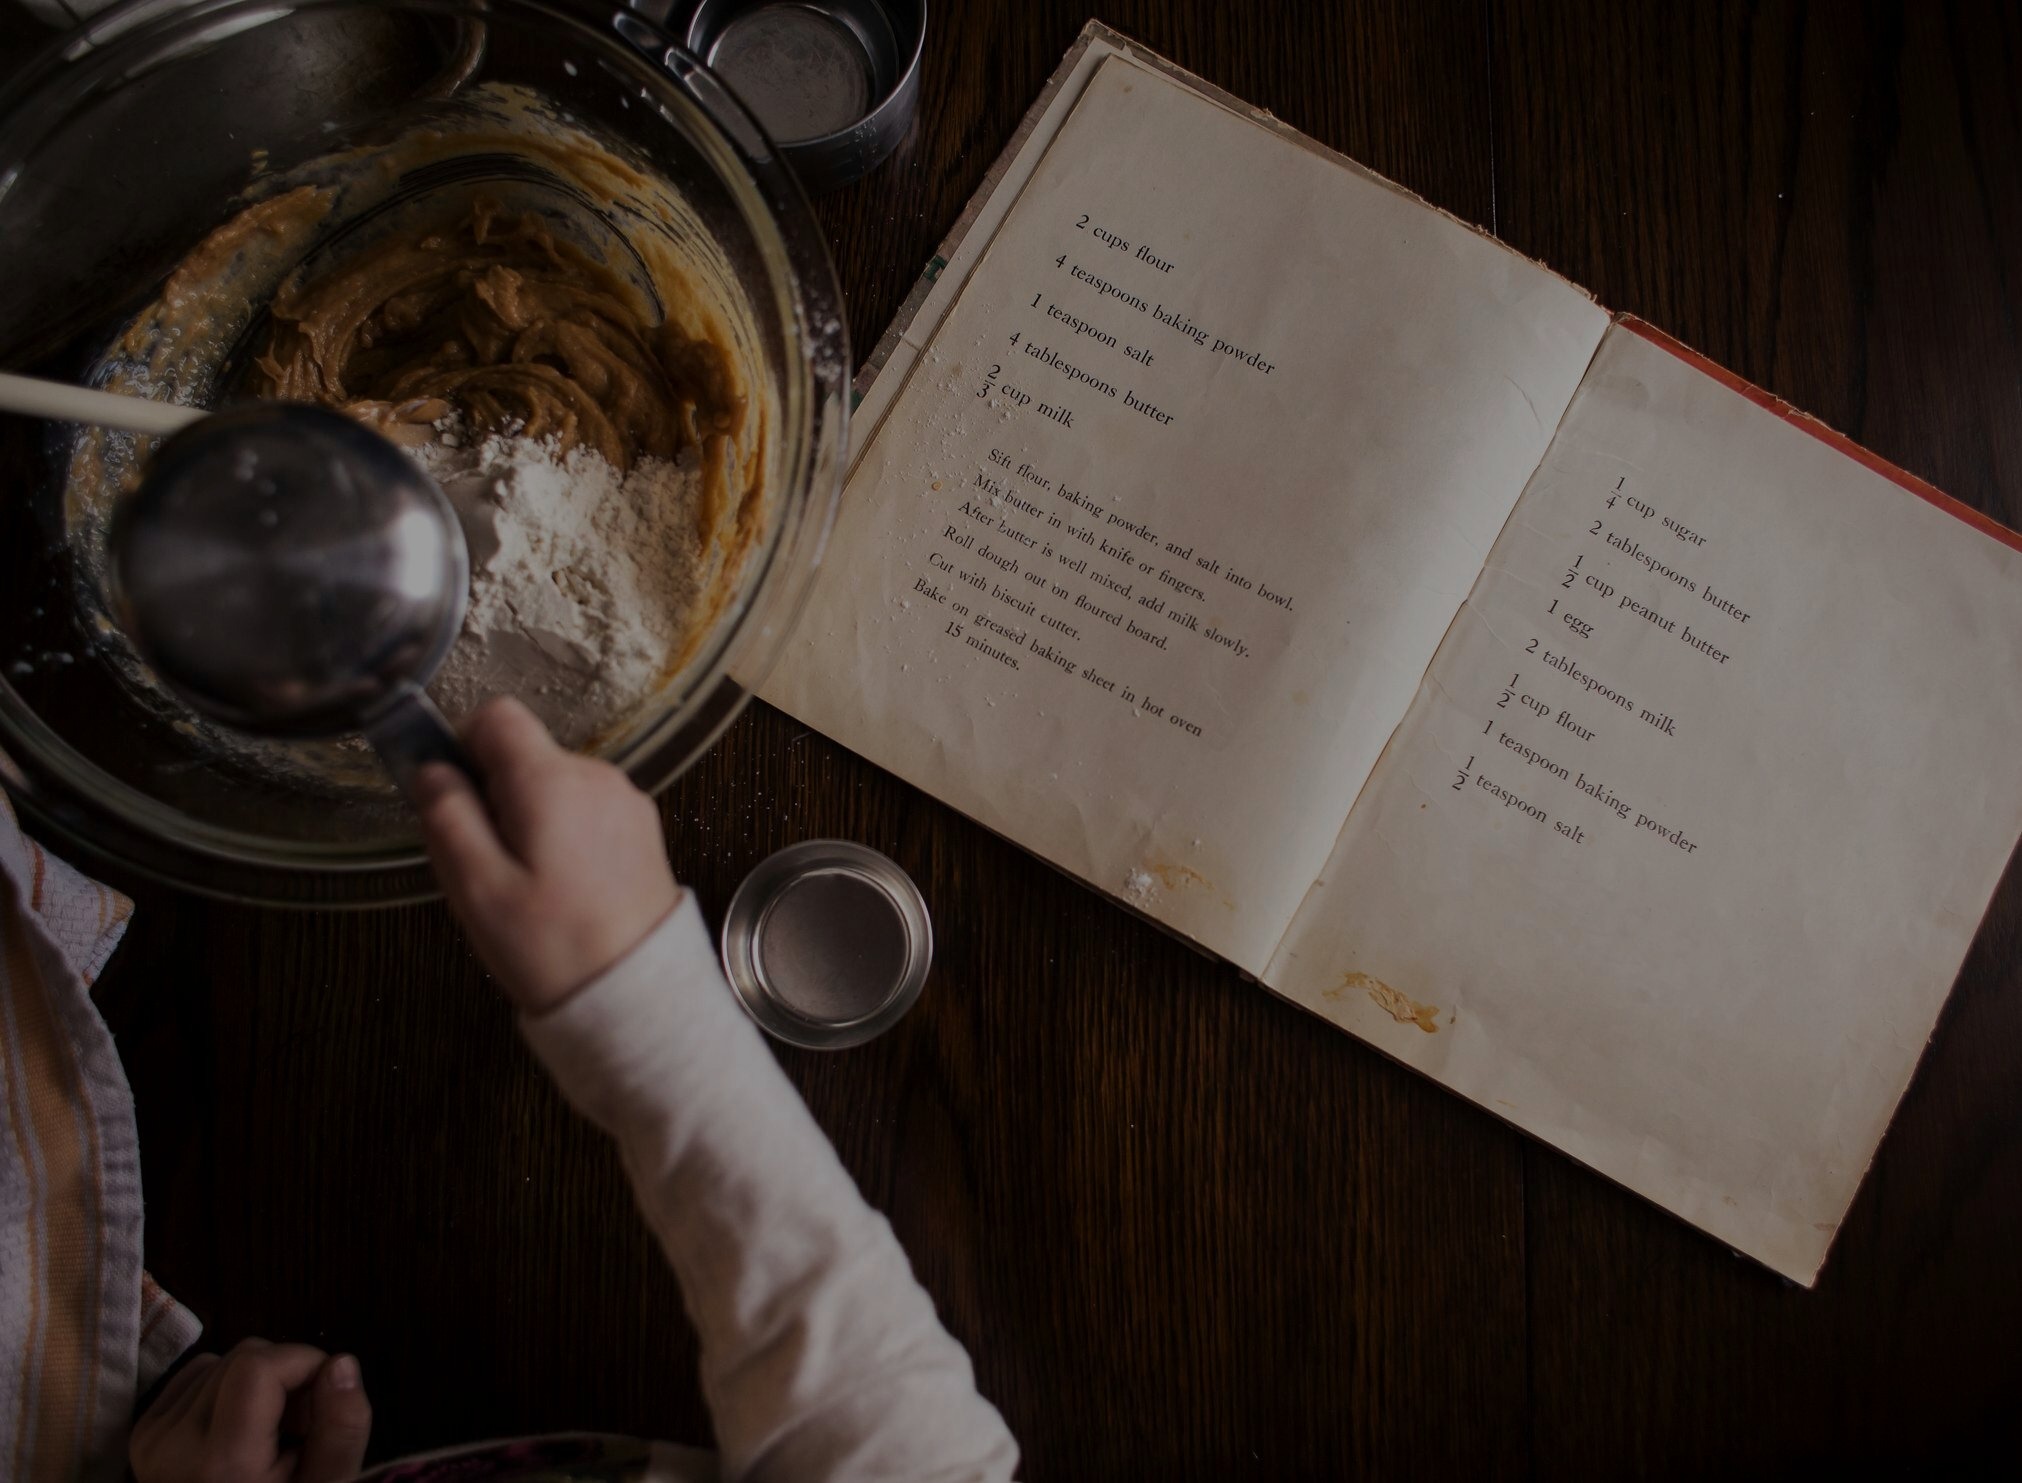 2 cups flour
4 teaspoons baking powder
1 teaspoon salt
4 tablespoons butter
2/3 cup milk
Sift flour, baking powder, and salt into bowl.
Mix butter in with knife or fingers.
After butter is well mixed, add milk slowly.
Roll dough out on floured board.
Cut with biscuit cutter.
Bake on greased baking sheet in hot oven
15 minutes.
1/4 cup sugar
2 tablespoons butter
1/2 cup peanut butter
1 egg
2 tablespoons milk
1/2 cup flour
1 teaspoon baking powder
1/2 teaspoon salt